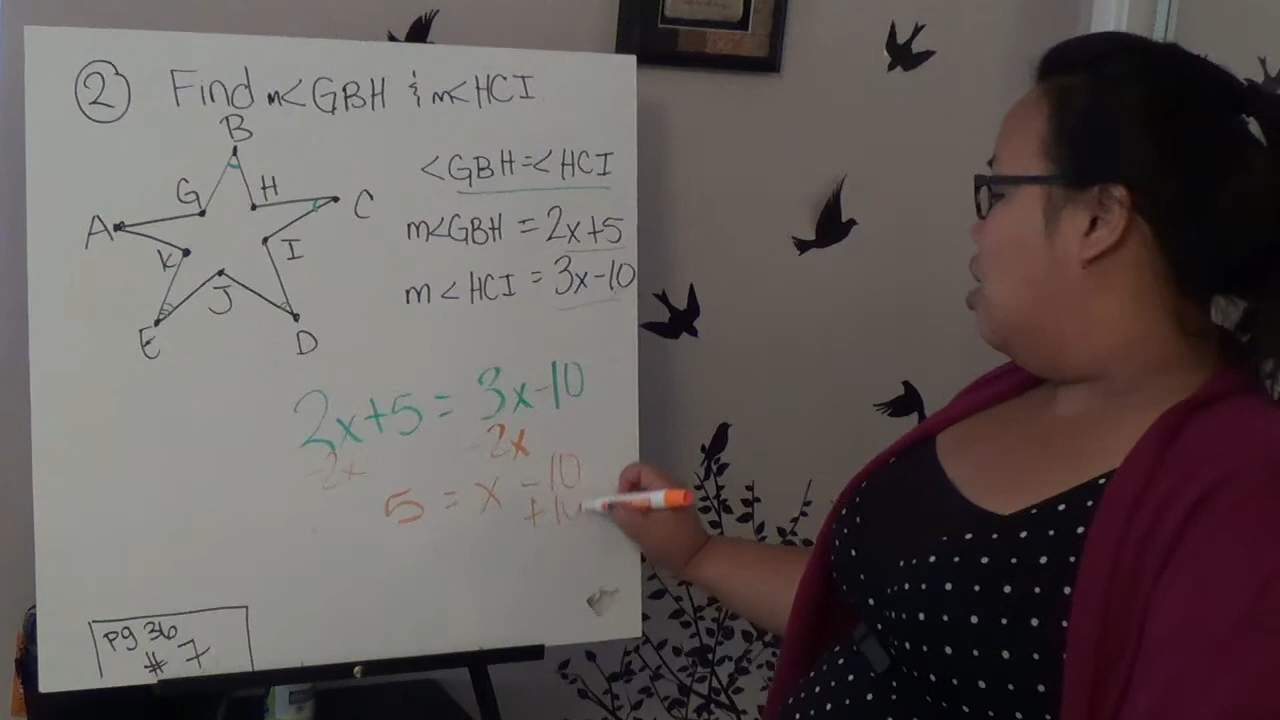 ② Find m<GBH & m<HCI
B
G
H
C
A
K
I
J
E
D
<GBH = <HCI
m<GBH = 2x+5
m<HCI = 3x-10
2x+5 = 3x-10
-2x -2x
5 = x -10
+10
pg 36
# 7